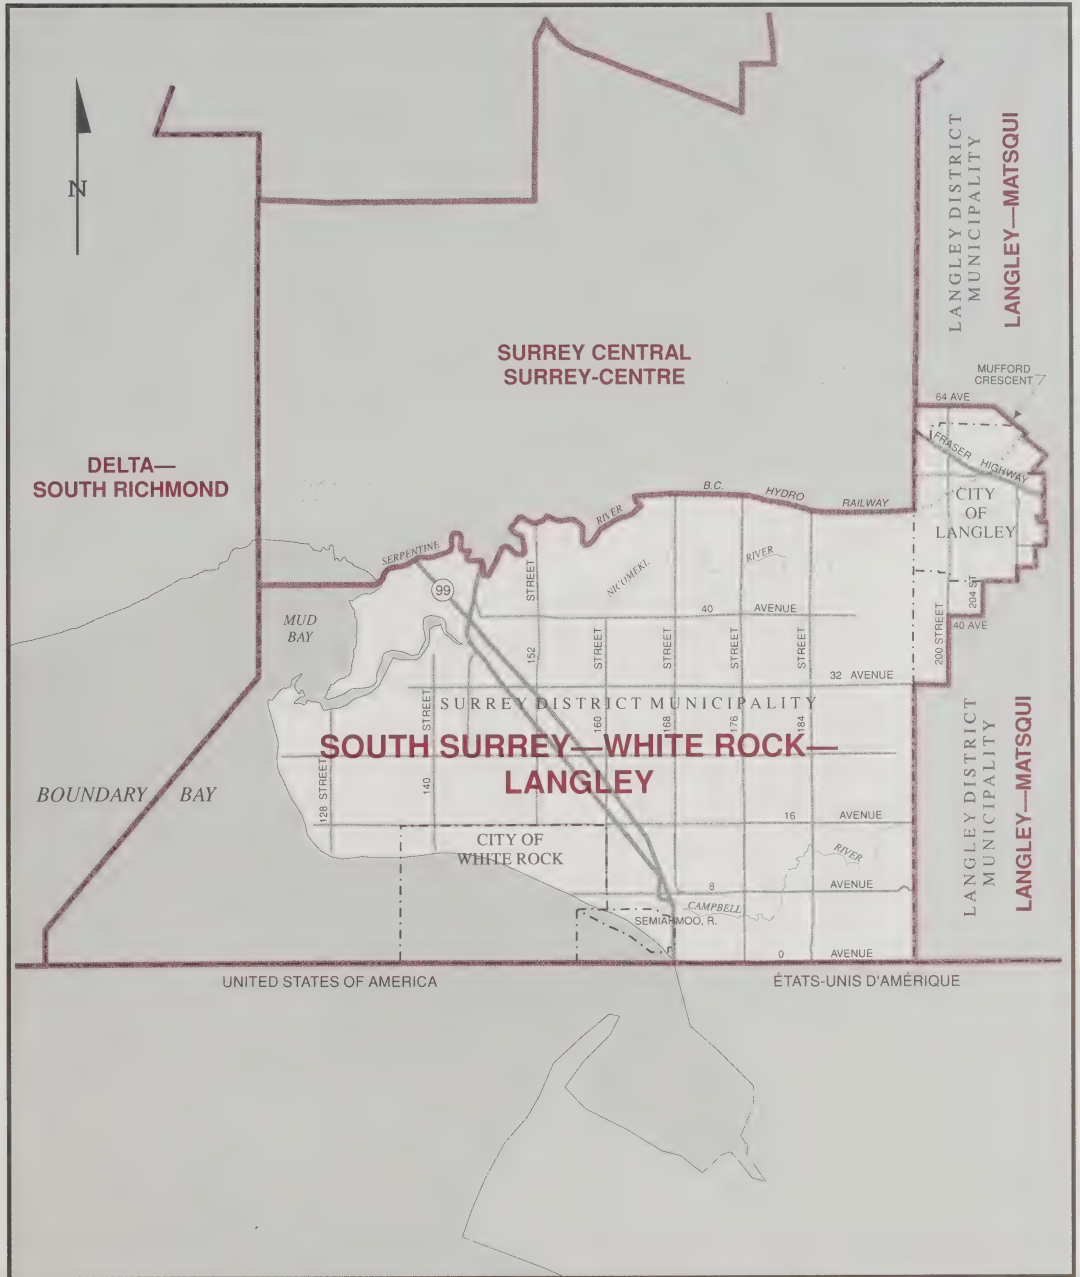 N
LANGLEY DISTRICT
MUNICIPALITY
LANGLEY—MATSQUI
SURREY CENTRAL
SURREY-CENTRE
MUFFORD
CRESCENT
64 AVE
FRASER HIGHWAY
DELTA—
SOUTH RICHMOND
CITY
OF
LANGLEY
B.C. HYDRO RAILWAY
SERPENTINE RIVER
NICOMEKL RIVER
99
MUD
BAY
40 AVENUE
204 ST
40 AVE
200 STREET
152 STREET
160 STREET
168 STREET
176 STREET
184 STREET
32 AVENUE
140 STREET
128 STREET
SURREY DISTRICT MUNICIPALITY
SOUTH SURREY—WHITE ROCK—
LANGLEY
BOUNDARY BAY
16 AVENUE
CITY OF
WHITE ROCK
8 AVENUE
CAMPBELL RIVER
SEMIAHMOO, R.
0 AVENUE
LANGLEY DISTRICT
MUNICIPALITY
LANGLEY—MATSQUI
UNITED STATES OF AMERICA
ÉTATS-UNIS D'AMÉRIQUE